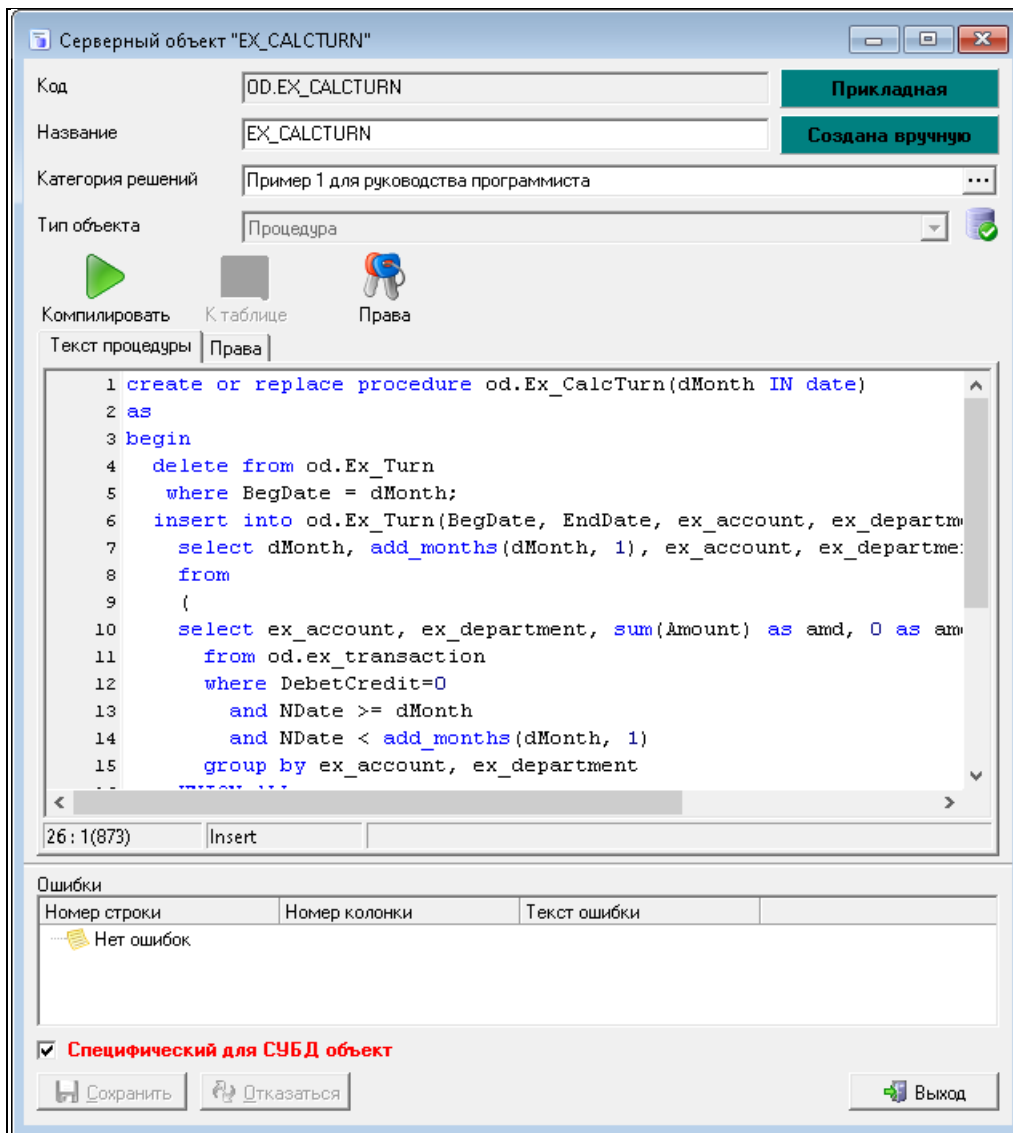 Серверный объект "EX_CALCTURN"
Код OD.EX_CALCTURN Прикладная
Название EX_CALCTURN Создана вручную
Категория решений Пример 1 для руководства программиста ...
Тип объекта Процедура
Компилировать К таблице Права
Текст процедуры Права
1 create or replace procedure od.Ex_CalcTurn(dMonth IN date)
2 as
3 begin
4 delete from od.Ex_Turn
5 where BegDate = dMonth;
6 insert into od.Ex_Turn(BegDate, EndDate, ex_account,
7 select dMonth, add_months(dMonth, 1), ex_account,
8 from
9 (
10 select ex_account, ex_department, sum(Amount) as amd, 0 as
11 from od.ex_transaction
12 where DebetCredit=0
13 and NDate >= dMonth
14 and NDate < add_months(dMonth, 1)
15 group by ex_account, ex_department
26: 1(873) Insert
Ошибки
Номер строки Номер колонки Текст ошибки
Нет ошибок
Специфический для СУБД объект
Сохранить Отказаться Выход